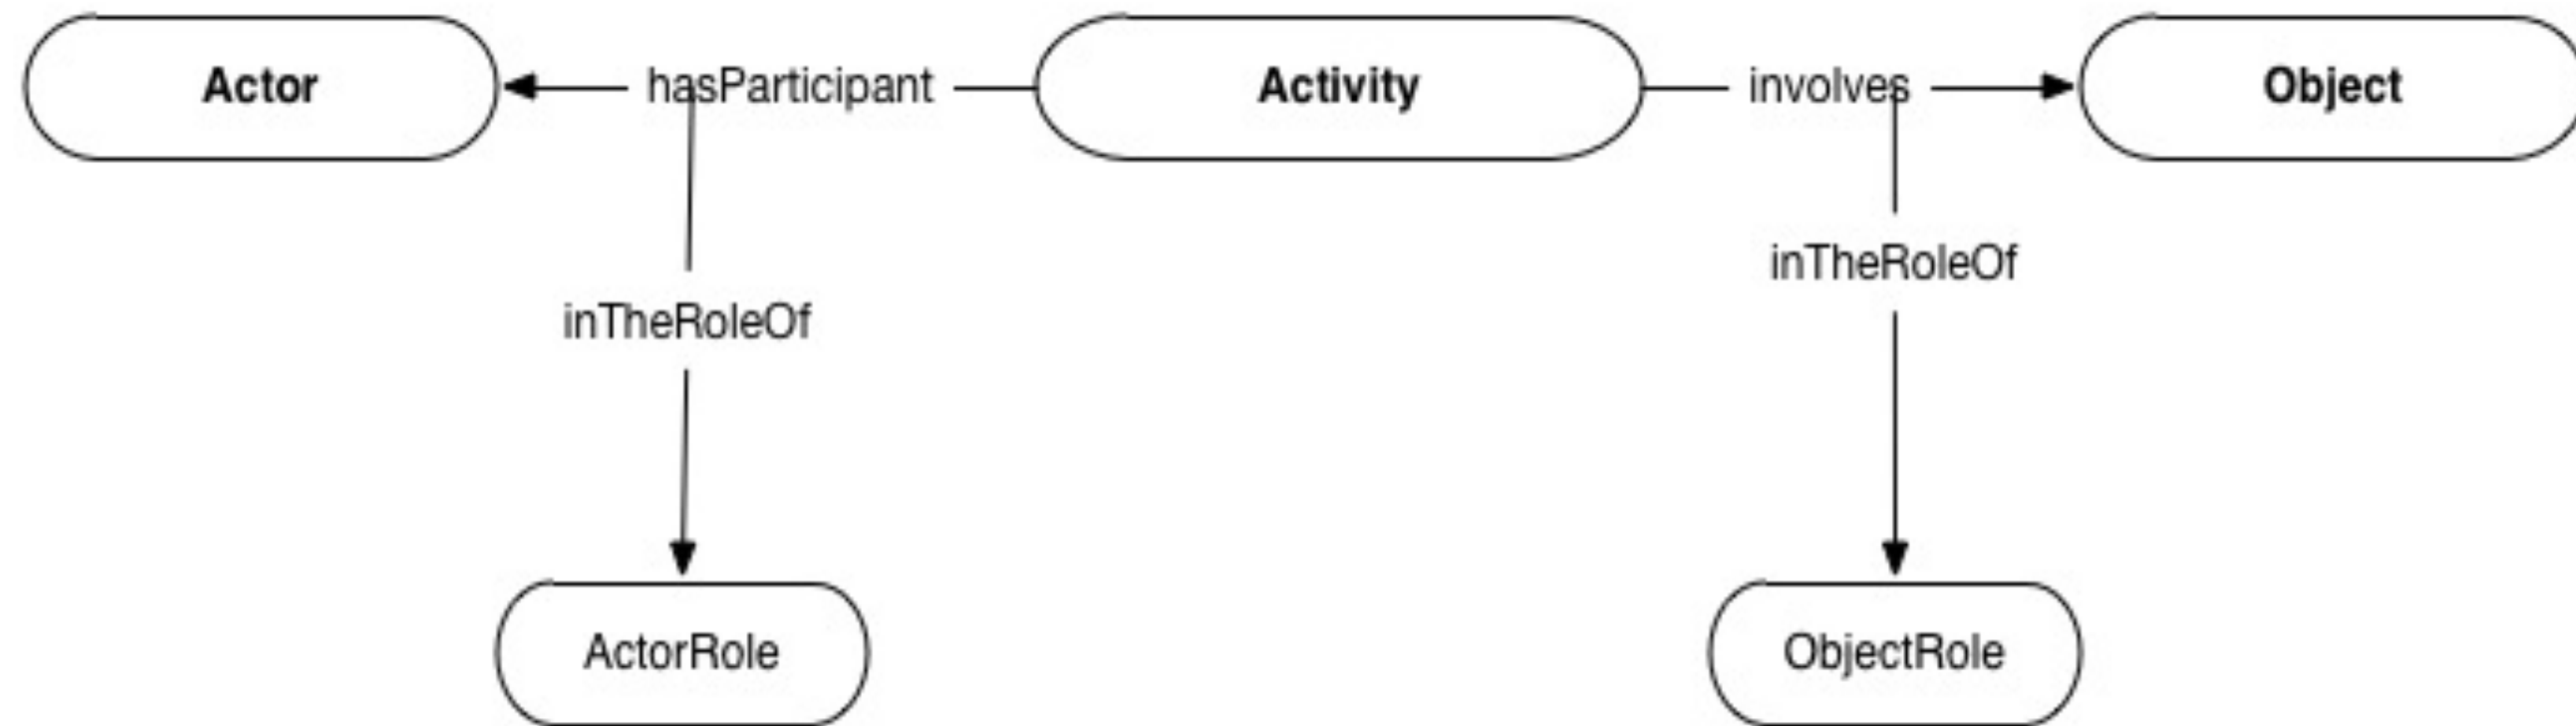 Actor
hasParticipant
Activity
involves
Object
inTheRoleOf
inTheRoleOf
ActorRole
ObjectRole